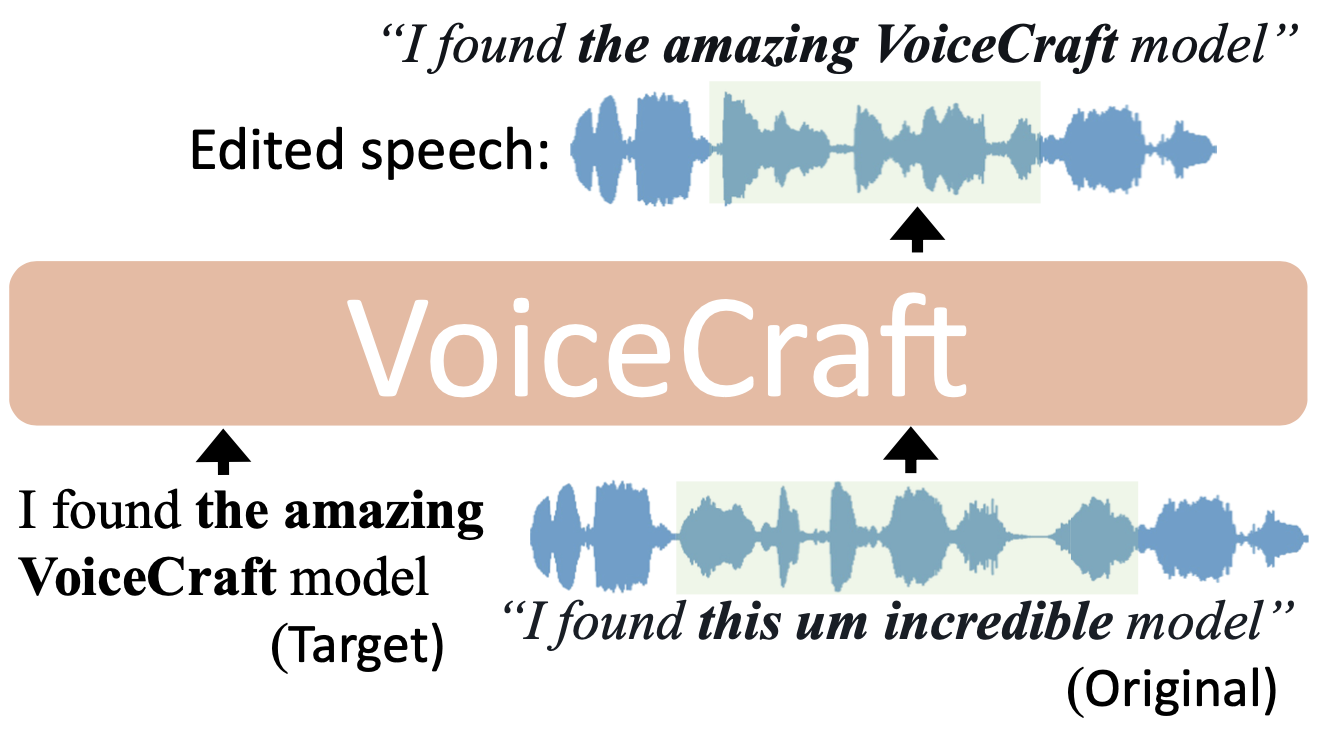 “I found the amazing VoiceCraft model”
Edited speech:
VoiceCraft
I found the amazing
VoiceCraft model
(Target)
“I found this um incredible model”
(Original)